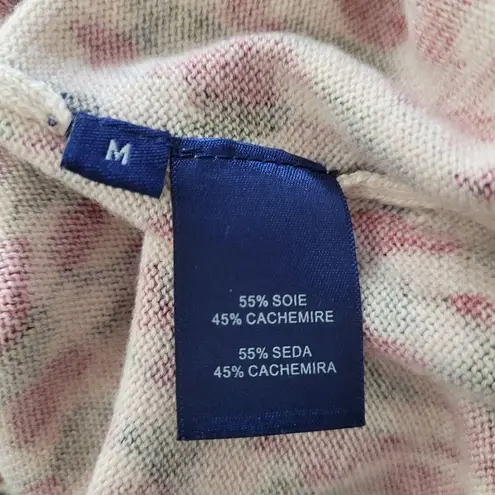 M
55% SOIE
45% CACHEMIRE
55% SEDA
45% CACHEMIRA